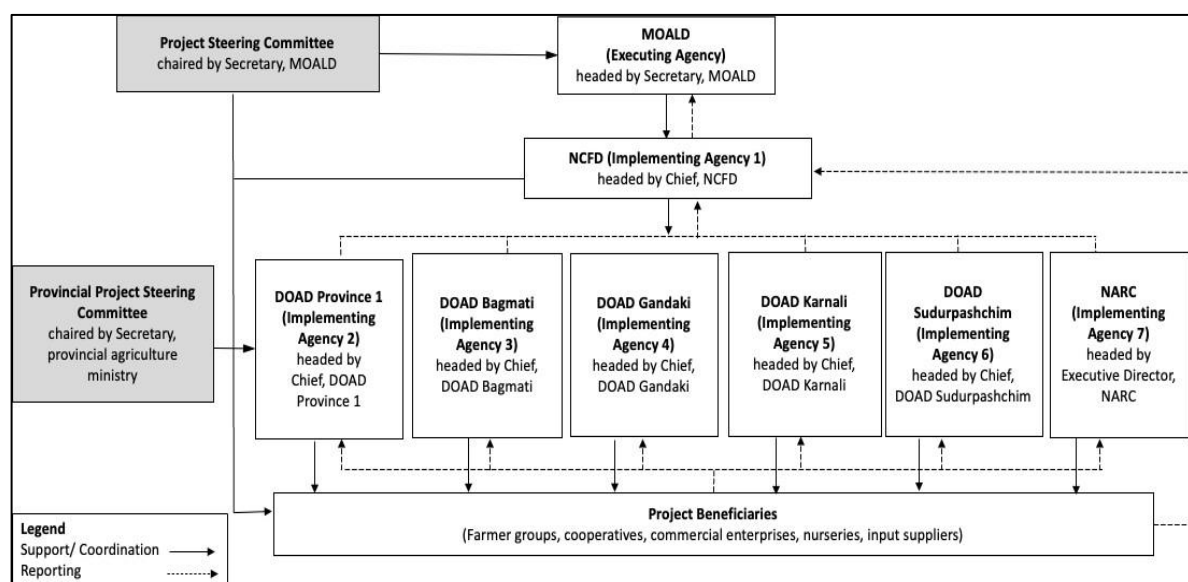 Project Steering Committee
chaired by Secretary, MOALD
MOALD
(Executing Agency)
headed by Secretary, MOALD
NCFD (Implementing Agency 1)
headed by Chief, NCFD
Provincial Project Steering
Committee
chaired by Secretary,
provincial agriculture
ministry
DOAD Province 1
(Implementing
Agency 2)
headed by
Chief, DOAD
Province 1
DOAD Bagmati
(Implementing
Agency 3)
headed by Chief,
DOAD Bagmati
DOAD Gandaki
(Implementing
Agency 4)
headed by Chief,
DOAD Gandaki
DOAD Karnali
(Implementing
Agency 5)
headed by Chief,
DOAD Karnali
DOAD
Sudurpashchim
(Implementing
Agency 6)
headed by Chief,
DOAD Sudurpashchim
NARC
(Implementing
Agency 7)
headed by
Executive Director,
NARC
Project Beneficiaries
(Farmer groups, cooperatives, commercial enterprises, nurseries, input suppliers)
Legend
Support/ Coordination
Reporting